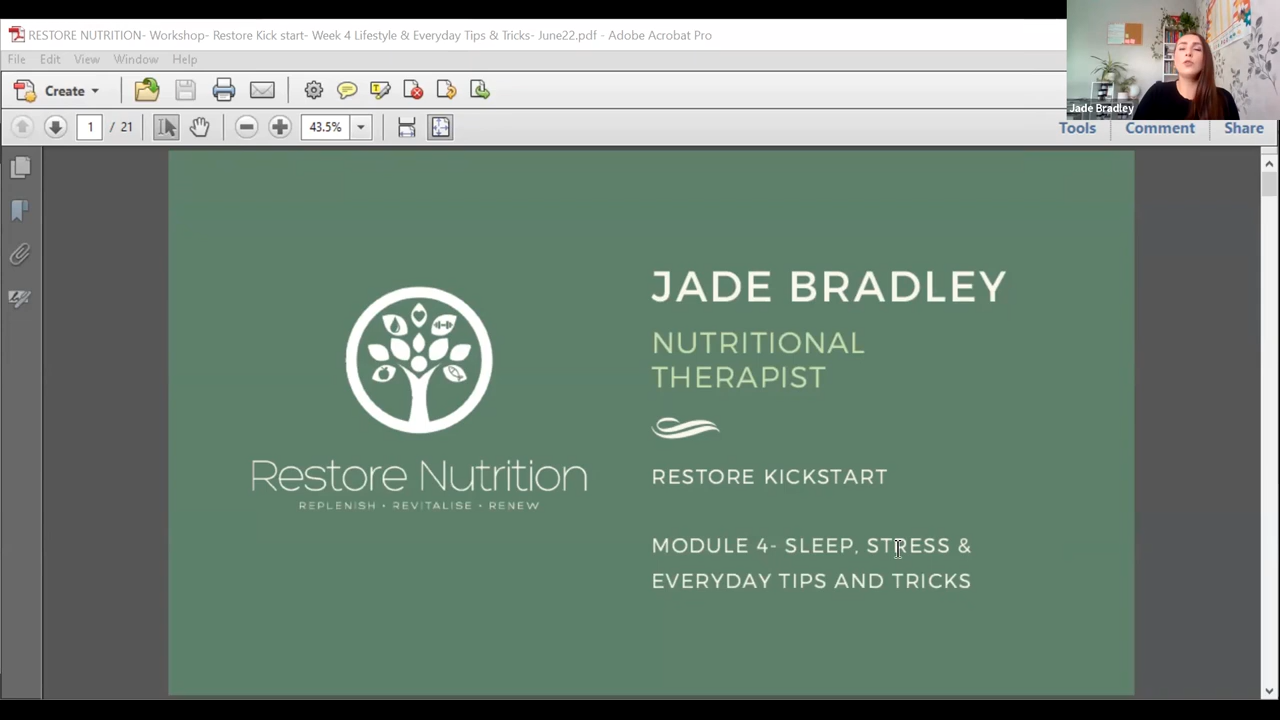 RESTORE NUTRITION- Workshop- Restore Kick start- Week 4 Lifestyle & Everyday Tips & Tricks- June22.pdf - Adobe Acrobat Pro
File Edit View Window Help
Create
1 / 21
43.5%
Jade Bradley
Tools Comment Share
JADE BRADLEY
NUTRITIONAL
THERAPIST
RESTORE KICKSTART
MODULE 4- SLEEP, STRESS &
EVERYDAY TIPS AND TRICKS
Restore Nutrition
REPLENISH • REVITALISE • RENEW